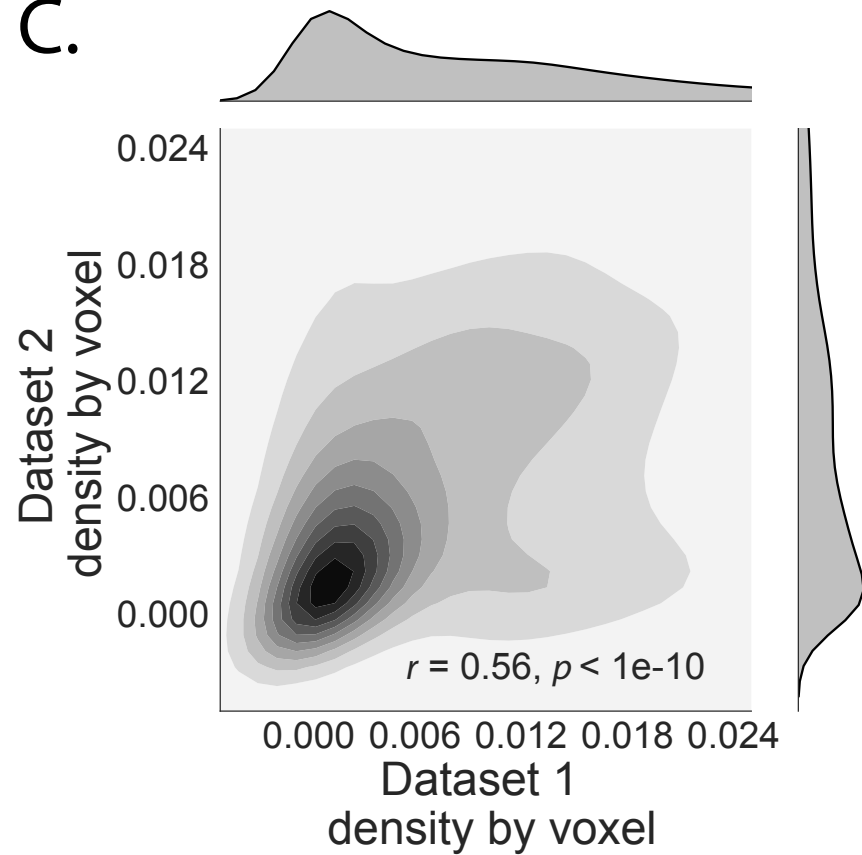 C.
0.024
0.018
0.012
0.006
0.000
Dataset 2
density by voxel
r = 0.56, p < 1e-10
0.000 0.006 0.012 0.018 0.024
Dataset 1
density by voxel